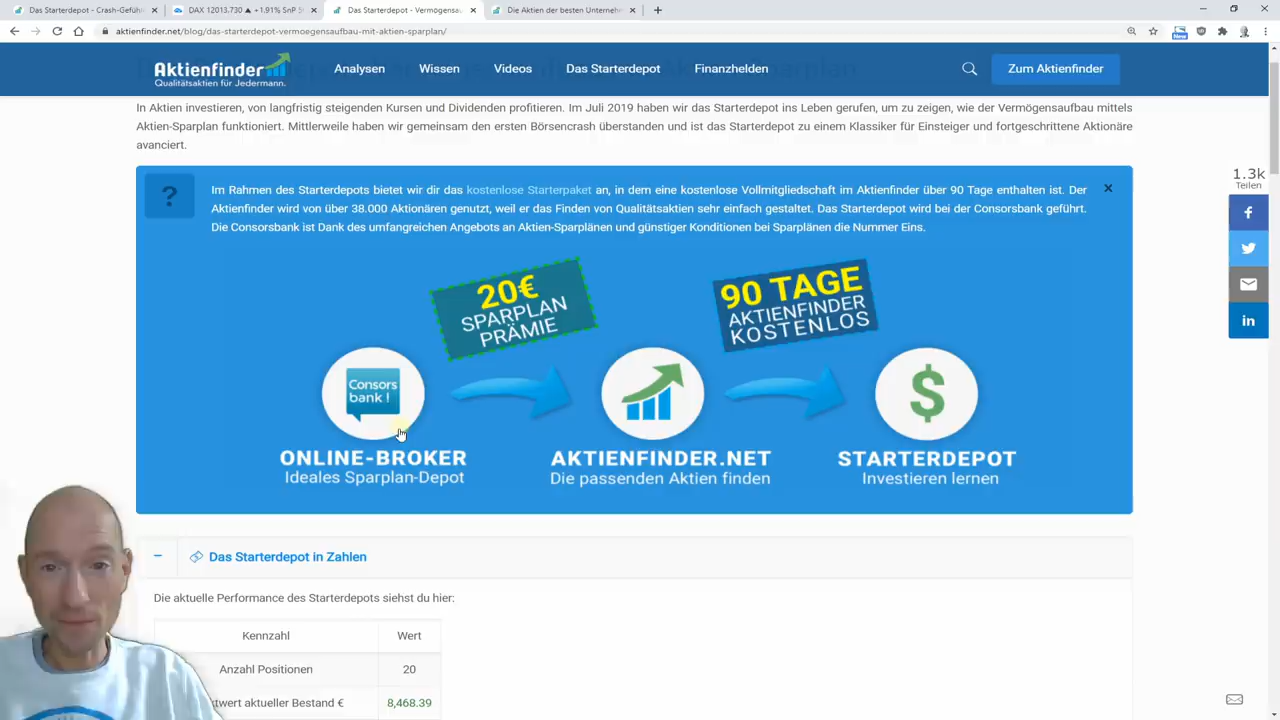 Das Starterdepot - Crash-Geführ
DAX 12013.730 ▲ +1.91% SnP 5
Das Starterdepot - Vermögensau
Die Aktien der besten Unterneh
aktienfinder.net/blog/das-starterdepot-vermoegensaufbau-mit-aktien-sparplan/
New
Aktienfinder
Qualitätsaktien für Jedermann.
Analysen
Wissen
Videos
Das Starterdepot
Finanzhelden
Zum Aktienfinder
In Aktien investieren, von langfristig steigenden Kursen und Dividenden profitieren. Im Juli 2019 haben wir das Starterdepot ins Leben gerufen, um zu zeigen, wie der Vermögensaufbau mittels
Aktien-Sparplan funktioniert. Mittlerweile haben wir gemeinsam den ersten Börsencrash überstanden und ist das Starterdepot zu einem Klassiker für Einsteiger und fortgeschrittene Aktionäre
avanciert.
?
Im Rahmen des Starterdepots bietet wir dir das kostenlose Starterpaket an, in dem eine kostenlose Vollmitgliedschaft im Aktienfinder über 90 Tage enthalten ist. Der
Aktienfinder wird von über 38.000 Aktionären genutzt, weil er das Finden von Qualitätsaktien sehr einfach gestaltet. Das Starterdepot wird bei der Consorsbank geführt.
Die Consorsbank ist Dank des umfangreichen Angebots an Aktien-Sparplänen und günstiger Konditionen bei Sparplänen die Nummer Eins.
20€
SPARPLAN
PRÄMIE
90 TAGE
AKTIENFINDER
KOSTENLOS
Consors
bank !
$
ONLINE-BROKER
Ideales Sparplan-Depot
AKTIENFINDER.NET
Die passenden Aktien finden
STARTERDEPOT
Investieren lernen
1.3k
Teilen
Das Starterdepot in Zahlen
Die aktuelle Performance des Starterdepots siehst du hier:
Kennzahl Wert
Anzahl Positionen 20
twert aktueller Bestand € 8,468.39